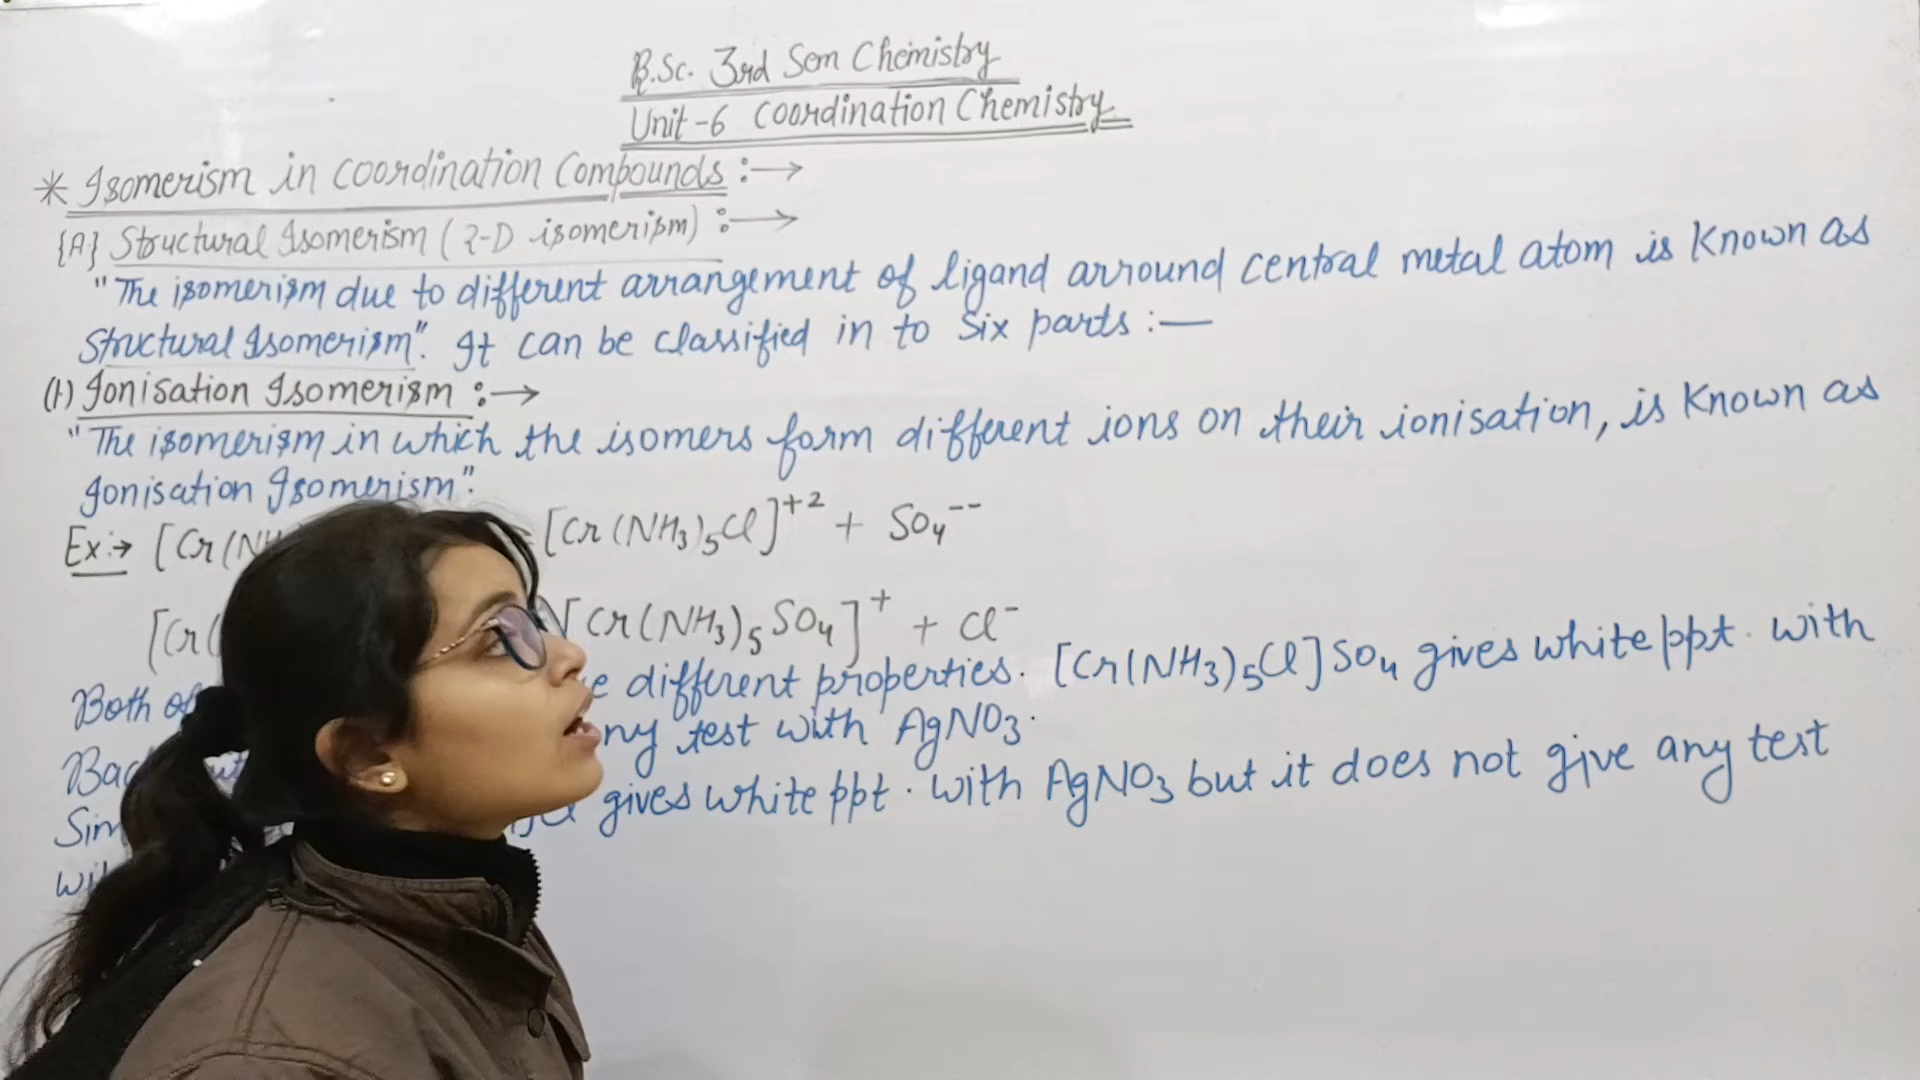 B.Sc. 3rd Sem Chemistry
Unit-6 Coordination Chemistry
* Isomerism in Coordination Compounds :→
{A} Structural Isomerism (2-D isomerism) :→
"The isomerism due to different arrangement of ligand arround central metal atom is Known as
Structural Isomerism". It can be classified in to Six parts :—
(1) Ionisation Isomerism :→
"The isomerism in which the isomers form different ions on their ionisation, is Known as
Ionisation Isomerism".
Ex:→ [Cr(NH [Cr(NH₃)₅Cl]⁺² + SO₄⁻⁻
[Cr( [Cr(NH₃)₅SO₄]⁺ + Cl⁻
Both of different properties. [Cr(NH₃)₅Cl]SO₄ gives white ppt. with
test with AgNO₃.
gives white ppt. with AgNO₃ but it does not give any test